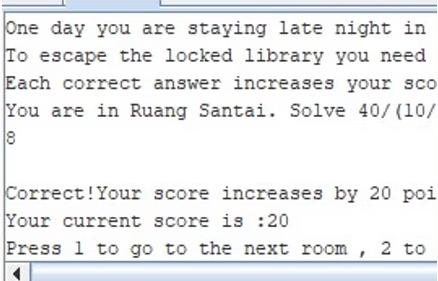 One day you are staying late night in
To escape the locked library you need
Each correct answer increases your sco
You are in Ruang Santai. Solve 40/(10/
8
Correct!Your score increases by 20 poi
Your current score is :20
Press 1 to go to the next room , 2 to